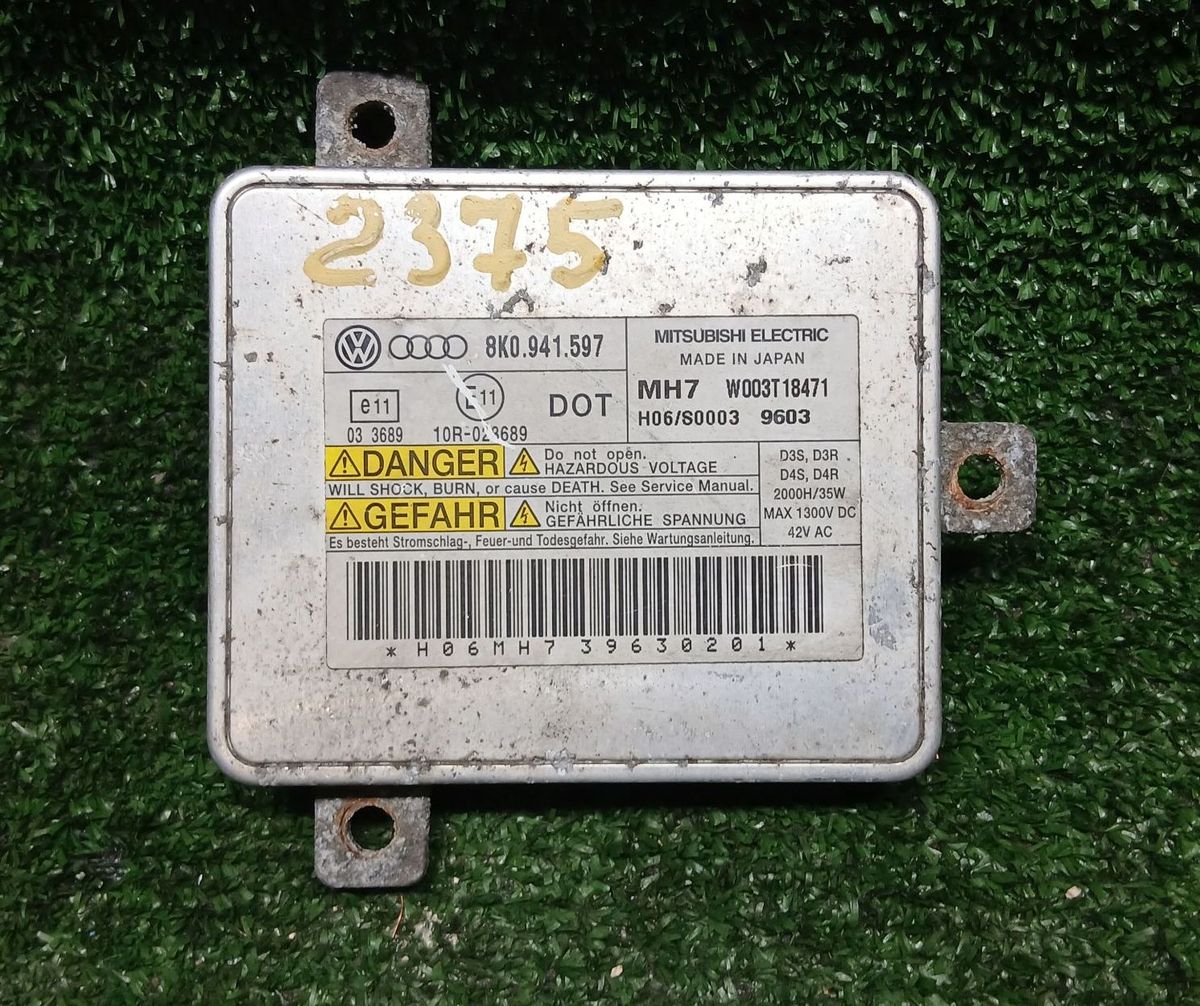 2375
8K0.941.597
MITSUBISHI ELECTRIC
MADE IN JAPAN
MH7 W003T18471
H06/S0003 9603
e11 E11 DOT
03 3689 10R-023689
DANGER
Do not open.
HAZARDOUS VOLTAGE
WILL SHOCK, BURN, or cause DEATH. See Service Manual.
GEFAHR
Nicht öffnen.
GEFÄHRLICHE SPANNUNG
Es besteht Stromschlag-, Feuer-und Todesgefahr. Siehe Wartungsanleitung.
D3S, D3R
D4S, D4R
2000H/35W
MAX 1300V DC
42V AC
*H06MH739630201*